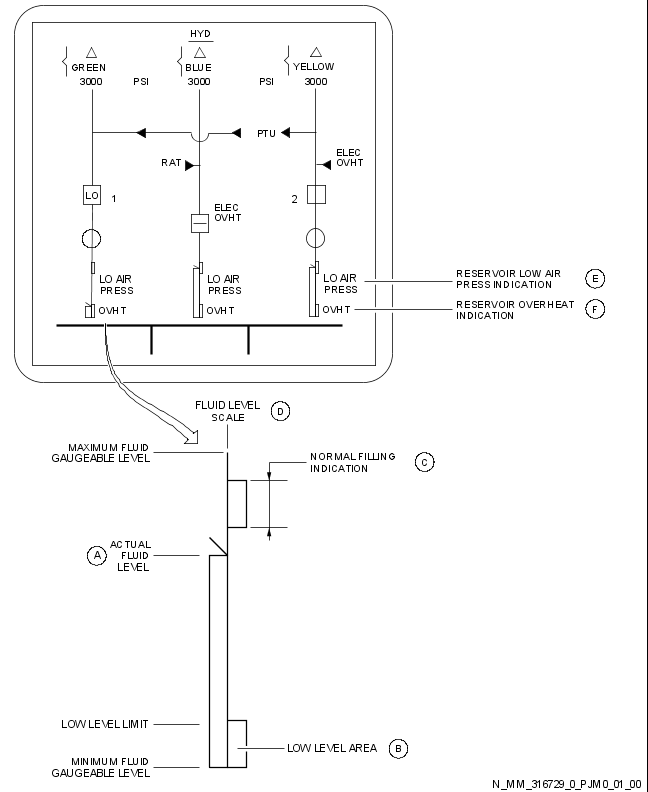 HYD
GREEN BLUE YELLOW
3000 PSI 3000 PSI 3000
PTU
RAT
ELEC
OVHT
LO 1
2
ELEC
OVHT
LO AIR
PRESS
LO AIR
PRESS
LO AIR
PRESS
OVHT OVHT OVHT
RESERVOIR LOW AIR
PRESS INDICATION
E
RESERVOIR OVERHEAT
INDICATION
F
FLUID LEVEL
SCALE
D
MAXIMUM FLUID
GAUGEABLE LEVEL
NORMAL FILLING
INDICATION
C
A
ACTUAL
FLUID
LEVEL
LOW LEVEL LIMIT
LOW LEVEL AREA B
MINIMUM FLUID
GAUGEABLE LEVEL
N_MM_316729_0_PJM0_01_00